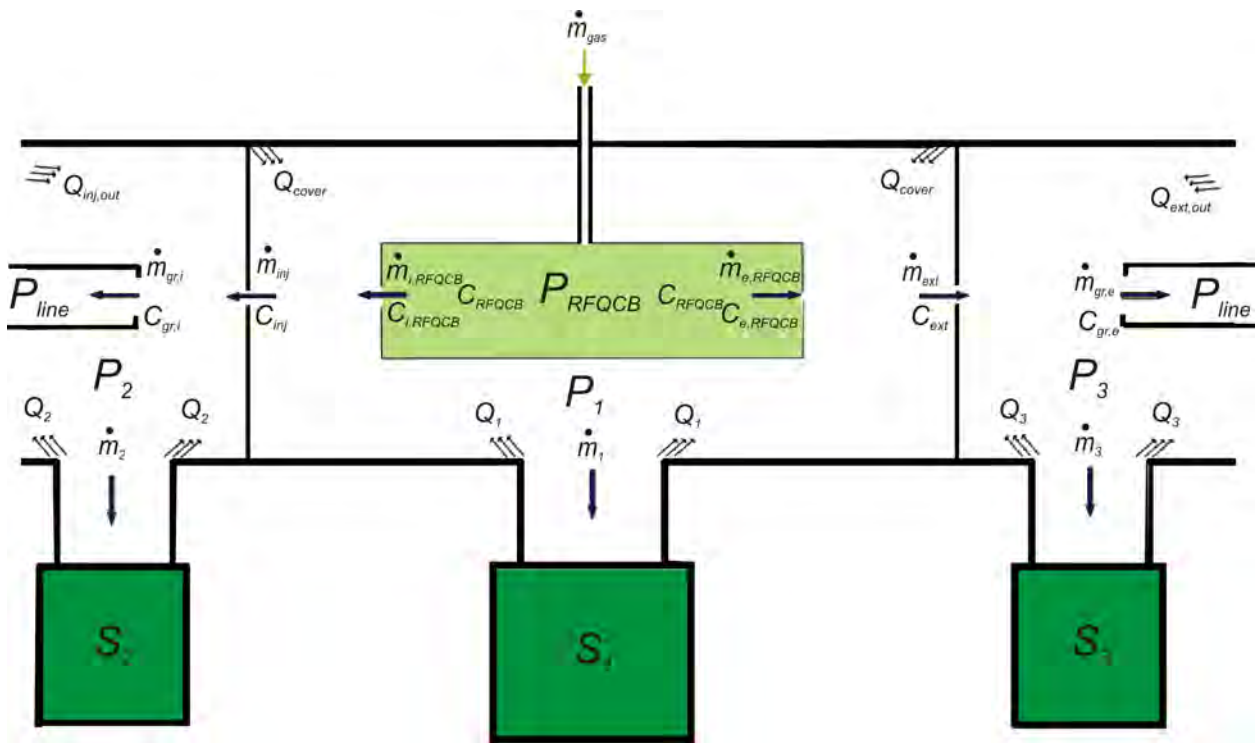 ṁgas
Qinj,out
Qcover
Qcover
Qext,out
ṁgr,i
ṁinj
ṁi,RFQCB
ṁe,RFQCB
ṁext
ṁgr,e
Pline
CRFQCB
PRFQCB
CRFQCB
Pline
Cgr,i
Cinj
Ci,RFQCB
Ce,RFQCB
Cext
Cgr,e
P2
P1
P3
Q2
Q2
Q1
Q1
Q3
Q3
ṁ2
ṁ1
ṁ3
S2
S1
S3